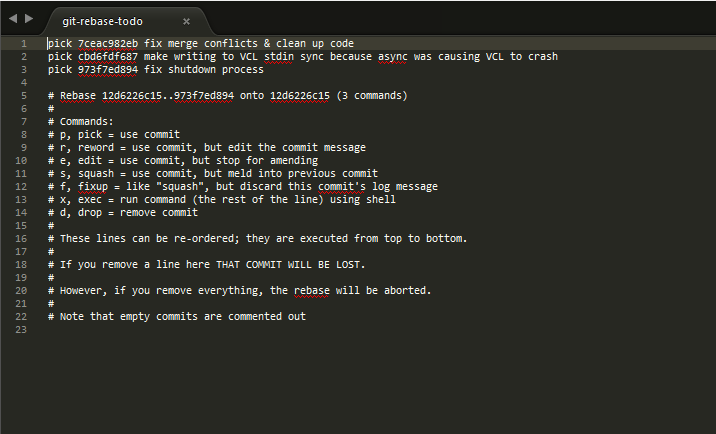 git-rebase-todo ×
1 pick 7ceac982eb fix merge conflicts & clean up code
2 pick cbd6fdf687 make writing to VCL stdin sync because async was causing VCL to crash
3 pick 973f7ed894 fix shutdown process
4
5 # Rebase 12d6226c15..973f7ed894 onto 12d6226c15 (3 commands)
6 #
7 # Commands:
8 # p, pick = use commit
9 # r, reword = use commit, but edit the commit message
10 # e, edit = use commit, but stop for amending
11 # s, squash = use commit, but meld into previous commit
12 # f, fixup = like "squash", but discard this commit's log message
13 # x, exec = run command (the rest of the line) using shell
14 # d, drop = remove commit
15 #
16 # These lines can be re-ordered; they are executed from top to bottom.
17 #
18 # If you remove a line here THAT COMMIT WILL BE LOST.
19 #
20 # However, if you remove everything, the rebase will be aborted.
21 #
22 # Note that empty commits are commented out
23